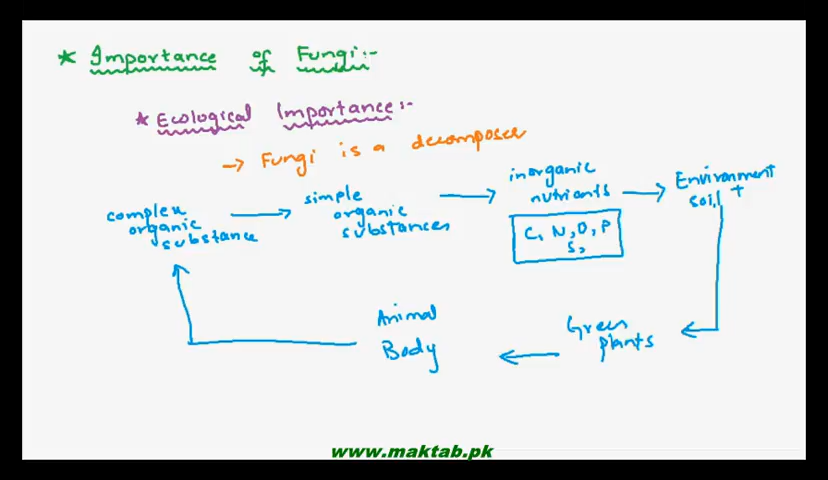 * Importance of Fungi:-
* Ecological Importance:-
→ Fungi is a decomposer
complex
organic
substance
→
simple
organic
substances
→
inorganic
nutrients
C, N, O, P
S,
→
Environment
soil +
Green
plants
Animal
Body
www.maktab.pk